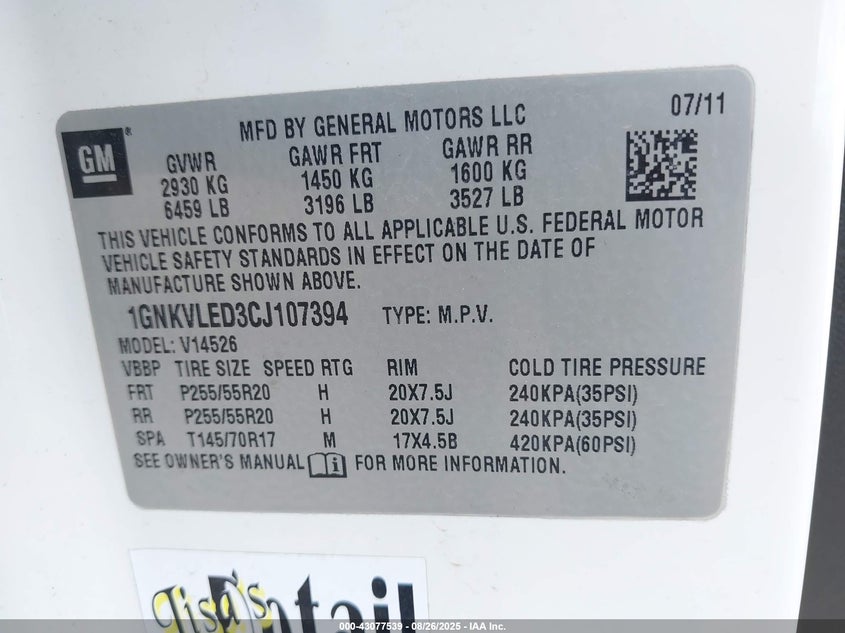 07/11
GM ®
MFD BY GENERAL MOTORS LLC
GVWR GAWR FRT GAWR RR
2930 KG 1450 KG 1600 KG
6459 LB 3196 LB 3527 LB
THIS VEHICLE CONFORMS TO ALL APPLICABLE U.S. FEDERAL MOTOR
VEHICLE SAFETY STANDARDS IN EFFECT ON THE DATE OF
MANUFACTURE SHOWN ABOVE.
1GNKVLED3CJ107394 TYPE: M.P.V.
MODEL: V14526
VBBP TIRE SIZE SPEED RTG RIM COLD TIRE PRESSURE
FRT P255/55R20 H 20X7.5J 240KPA(35PSI)
RR P255/55R20 H 20X7.5J 240KPA(35PSI)
SPA T145/70R17 M 17X4.5B 420KPA(60PSI)
SEE OWNER'S MANUAL i FOR MORE INFORMATION.
Lisa's
Detail
000-43077539 - 08/26/2025 - IAA Inc.